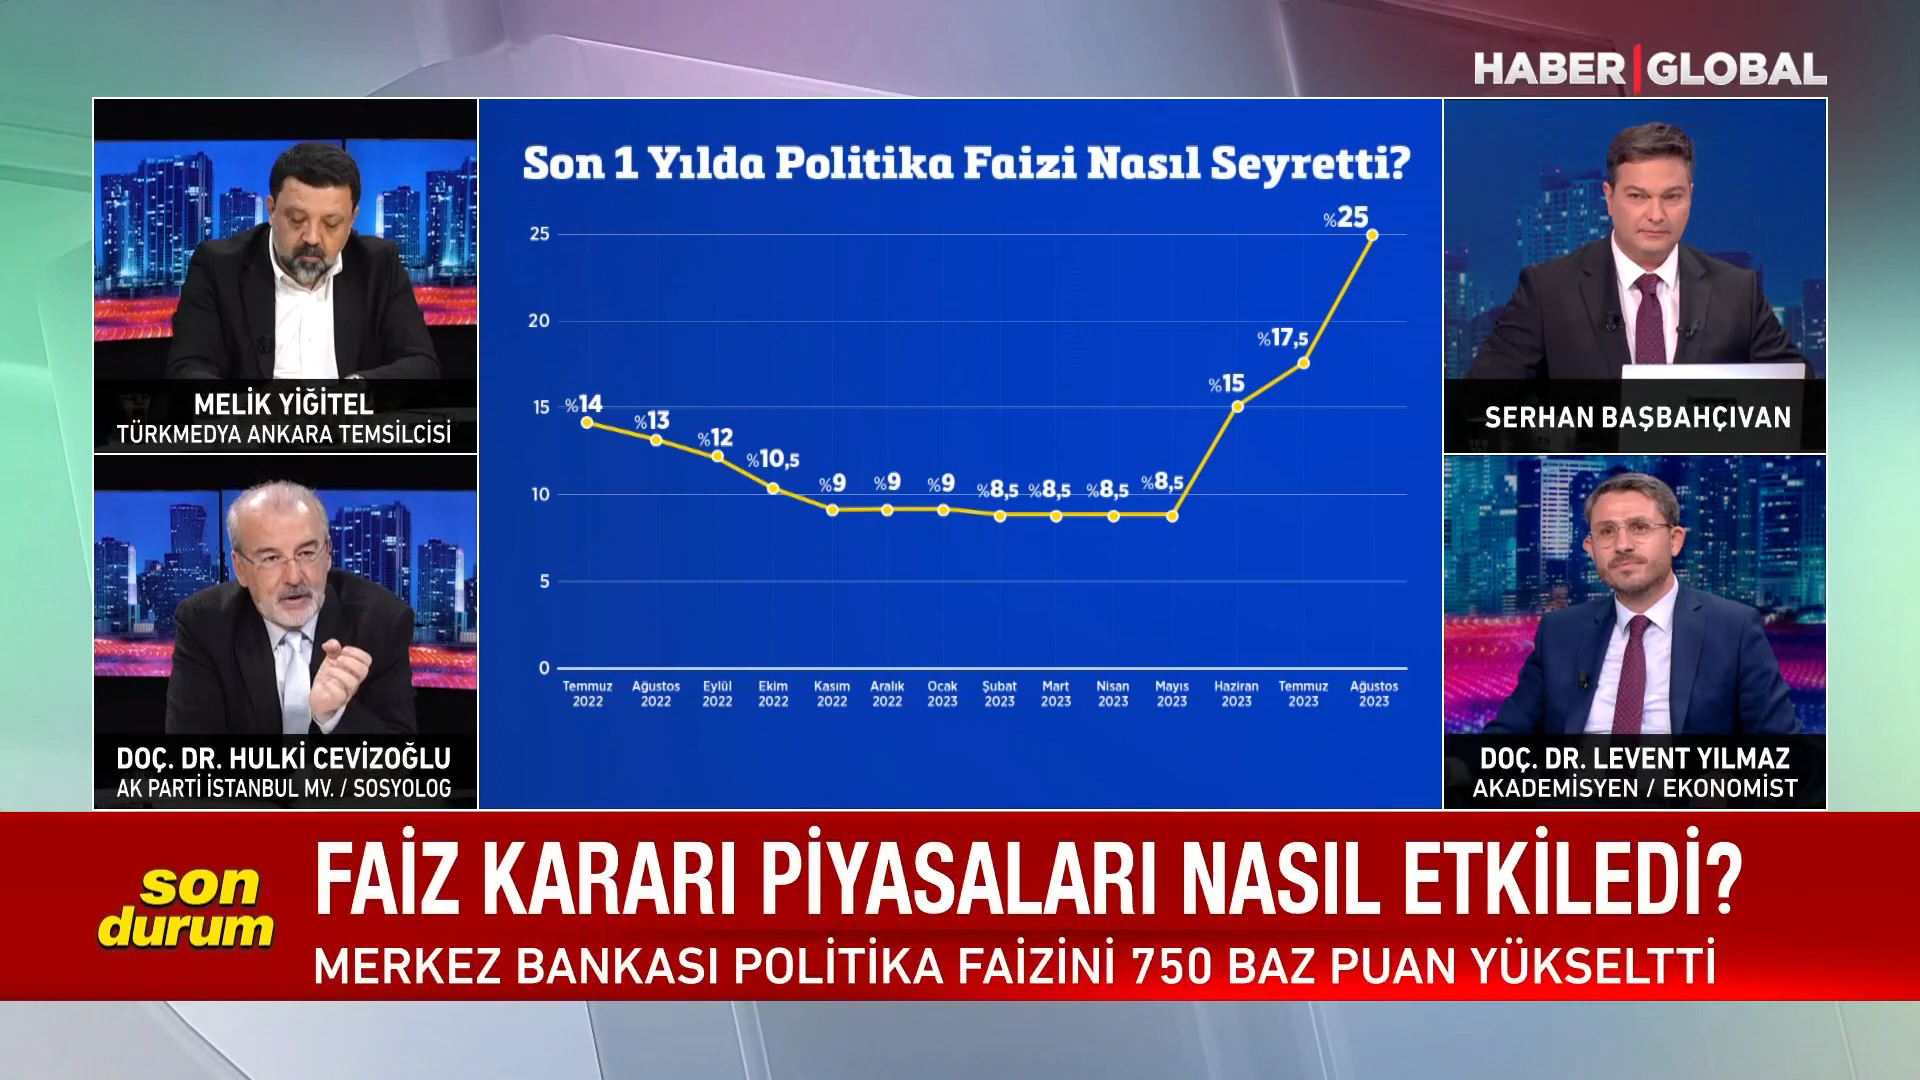 HABER GLOBAL
MELİK YİĞİTEL
TÜRKMEDYA ANKARA TEMSİLCİSİ
DOÇ. DR. HULKİ CEVİZOĞLU
AK PARTİ İSTANBUL MV. / SOSYOLOG
Son 1 Yılda Politika Faizi Nasıl Seyretti?
25
20
15
10
5
0
%14
%13
%12
%10,5
%9
%9
%9
%8,5
%8,5
%8,5
%8,5
%15
%17,5
%25
Temmuz 2022
Ağustos 2022
Eylül 2022
Ekim 2022
Kasım 2022
Aralık 2022
Ocak 2023
Şubat 2023
Mart 2023
Nisan 2023
Mayıs 2023
Haziran 2023
Temmuz 2023
Ağustos 2023
SERHAN BAŞBAHÇIVAN
DOÇ. DR. LEVENT YILMAZ
AKADEMİSYEN / EKONOMİST
son
durum
FAİZ KARARI PİYASALARI NASIL ETKİLEDİ?
MERKEZ BANKASI POLİTİKA FAİZİNİ 750 BAZ PUAN YÜKSELTTİ